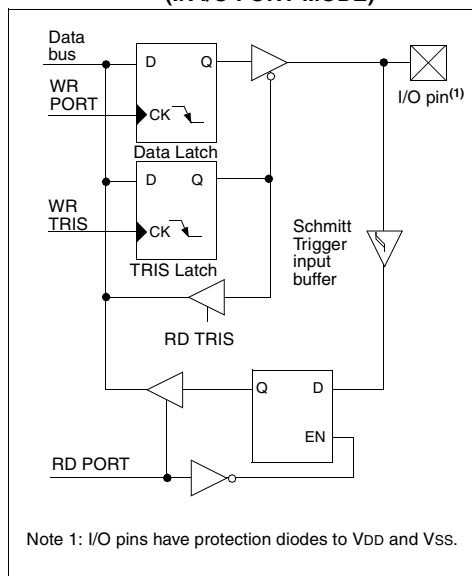 (IN I/O PORT MODE)
Data
bus
WR
PORT
D
Q
CK
Data Latch
I/O pin(1)
D
Q
WR
TRIS
CK
TRIS Latch
Schmitt
Trigger
input
buffer
RD TRIS
Q
D
EN
RD PORT
Note 1: I/O pins have protection diodes to VDD and VSS.